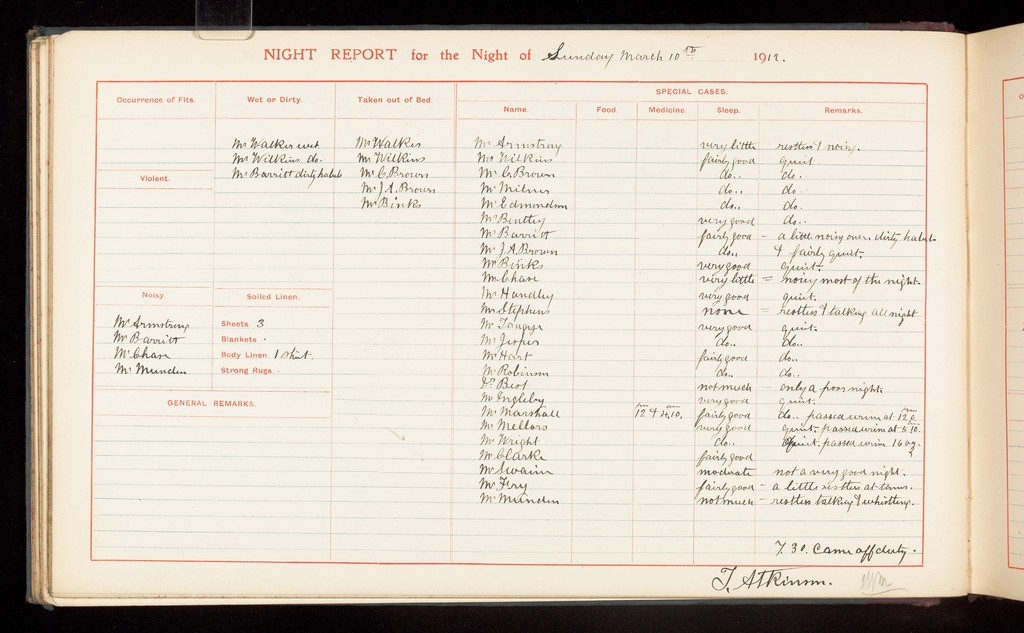 NIGHT REPORT for the Night of Sunday March 10th 1912.
Occurrence of Fits.
Wet or Dirty.
Taken out of Bed.
SPECIAL CASES.
Name. Food Medicine. Sleep. Remarks.
Mr Walker wet
Mr Wilkins do.
Mr Barritt dirty habits
Mr Walker
Mr Wilkins
Mr C. Brown
Mr J. A. Brown
Mr Binks
Violent.
Noisy.
Mr Armstrong
Mr Barritt
Mr Chase
Mr Munden
Soiled Linen.
Sheets 3
Blankets
Body Linen 1 shirt.
Strong Rugs.
GENERAL REMARKS.
Mr Armstrong very little restless & noisy.
Mr Wilkins fairly good quiet
Mr C. Brown do.. do.
Mr Milnes do.. do.
Mr Edmondson do.. do.
Mr Benttey very good do..
Mr Barritt fairly good – a little noisy once. dirty habits
Mr J. A. Brown do.. & fairly quiet.
Mr Binks very good quiet.
Mr Chase very little = noisy most of the night.
Mr Handley very good quiet.
Mr Stephens none = restless & talking all night
Mr very good quiet.
Mr Jesper do.. do..
Mr Hart fairly good do..
Mr Robinson do.. do..
Dr Best not much – only a poor night.
Mr Ingleby very good quiet.
Mr Marshall 12 pm & 4.10. am fairly good do.. passed urine at 12 pm
Mr Mellors very good quiet. passed urine at 5.10.
Mr Wright do.. Quiet. passed urine 16 oz.
Mr Clarke fairly good
Mr Swainn moderate not a very good night.
Mr Fery fairly good – a little restless at times.
Mr Munden not much – restless talking & whistling.
7.30. Came off duty.
T. Atkinson.